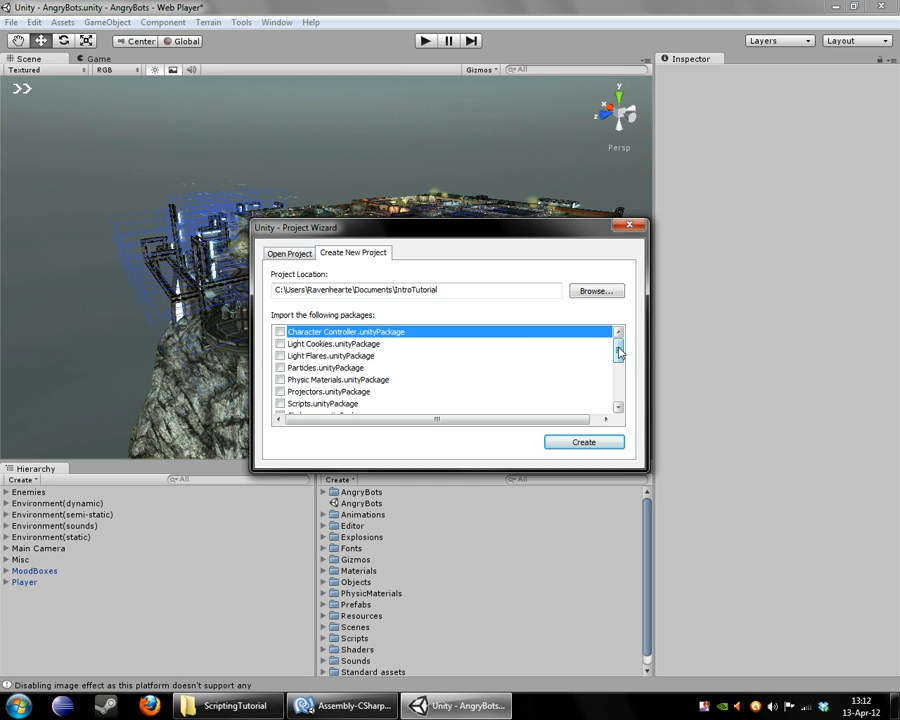 Unity - AngryBots.unity - AngryBots - Web Player*
File Edit Assets GameObject Component Terrain Tools Window Help
Center Global Layers Layout
Scene Game Inspector
Textured RGB Gizmos All
>>
y
x
z
Persp
Unity - Project Wizard
Open Project Create New Project
Project Location:
C:\Users\Ravenhearte\Documents\IntroTutorial Browse...
Import the following packages:
Character Controller.unityPackage
Light Cookies.unityPackage
Light Flares.unityPackage
Particles.unityPackage
Physic Materials.unityPackage
Projectors.unityPackage
Scripts.unityPackage
Create
Hierarchy
Create All Create All
Enemies
Environment(dynamic)
Environment(semi-static)
Environment(sounds)
Environment(static)
Main Camera
Misc
MoodBoxes
Player
AngryBots
AngryBots
Animations
Editor
Explosions
Fonts
Gizmos
Materials
Objects
PhysicMaterials
Prefabs
Resources
Scenes
Scripts
Shaders
Sounds
Standard assets
Disabling image effect as this platform doesn't support any
ScriptingTutorial Assembly-CSharp... Unity - AngryBots...
13:12
13-Apr-12